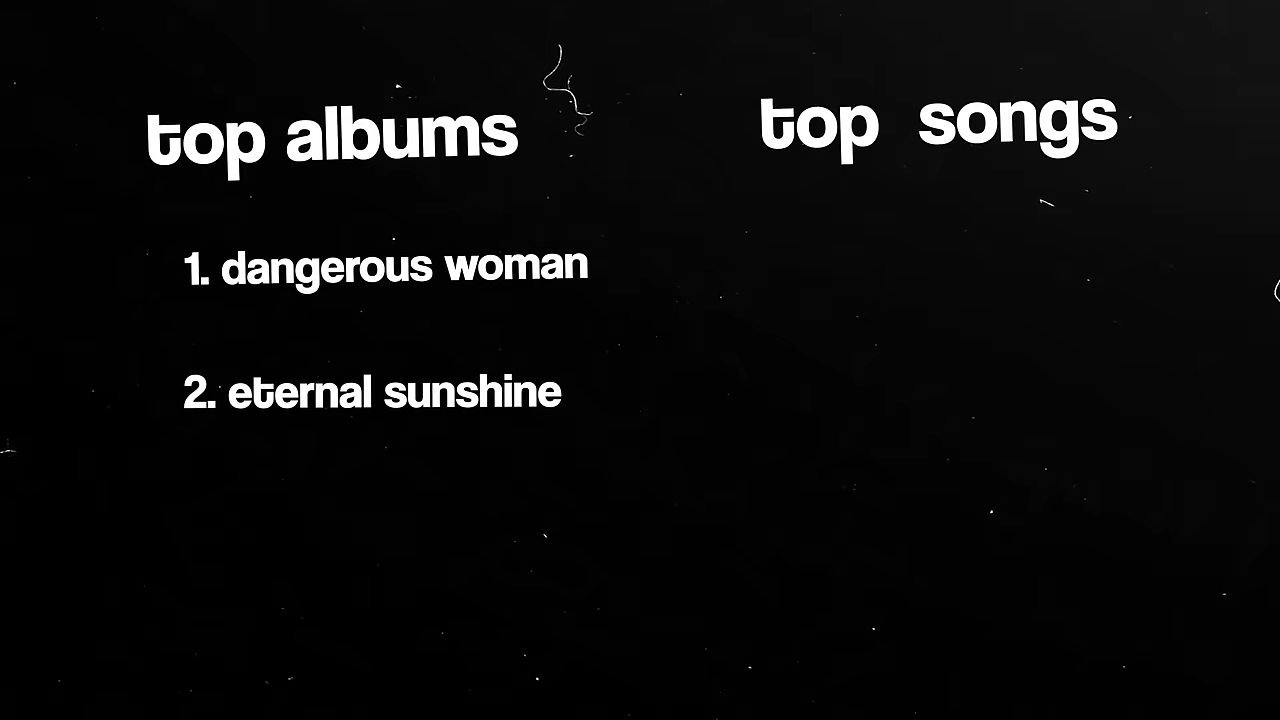 top albums
1. dangerous woman
2. eternal sunshine
top songs